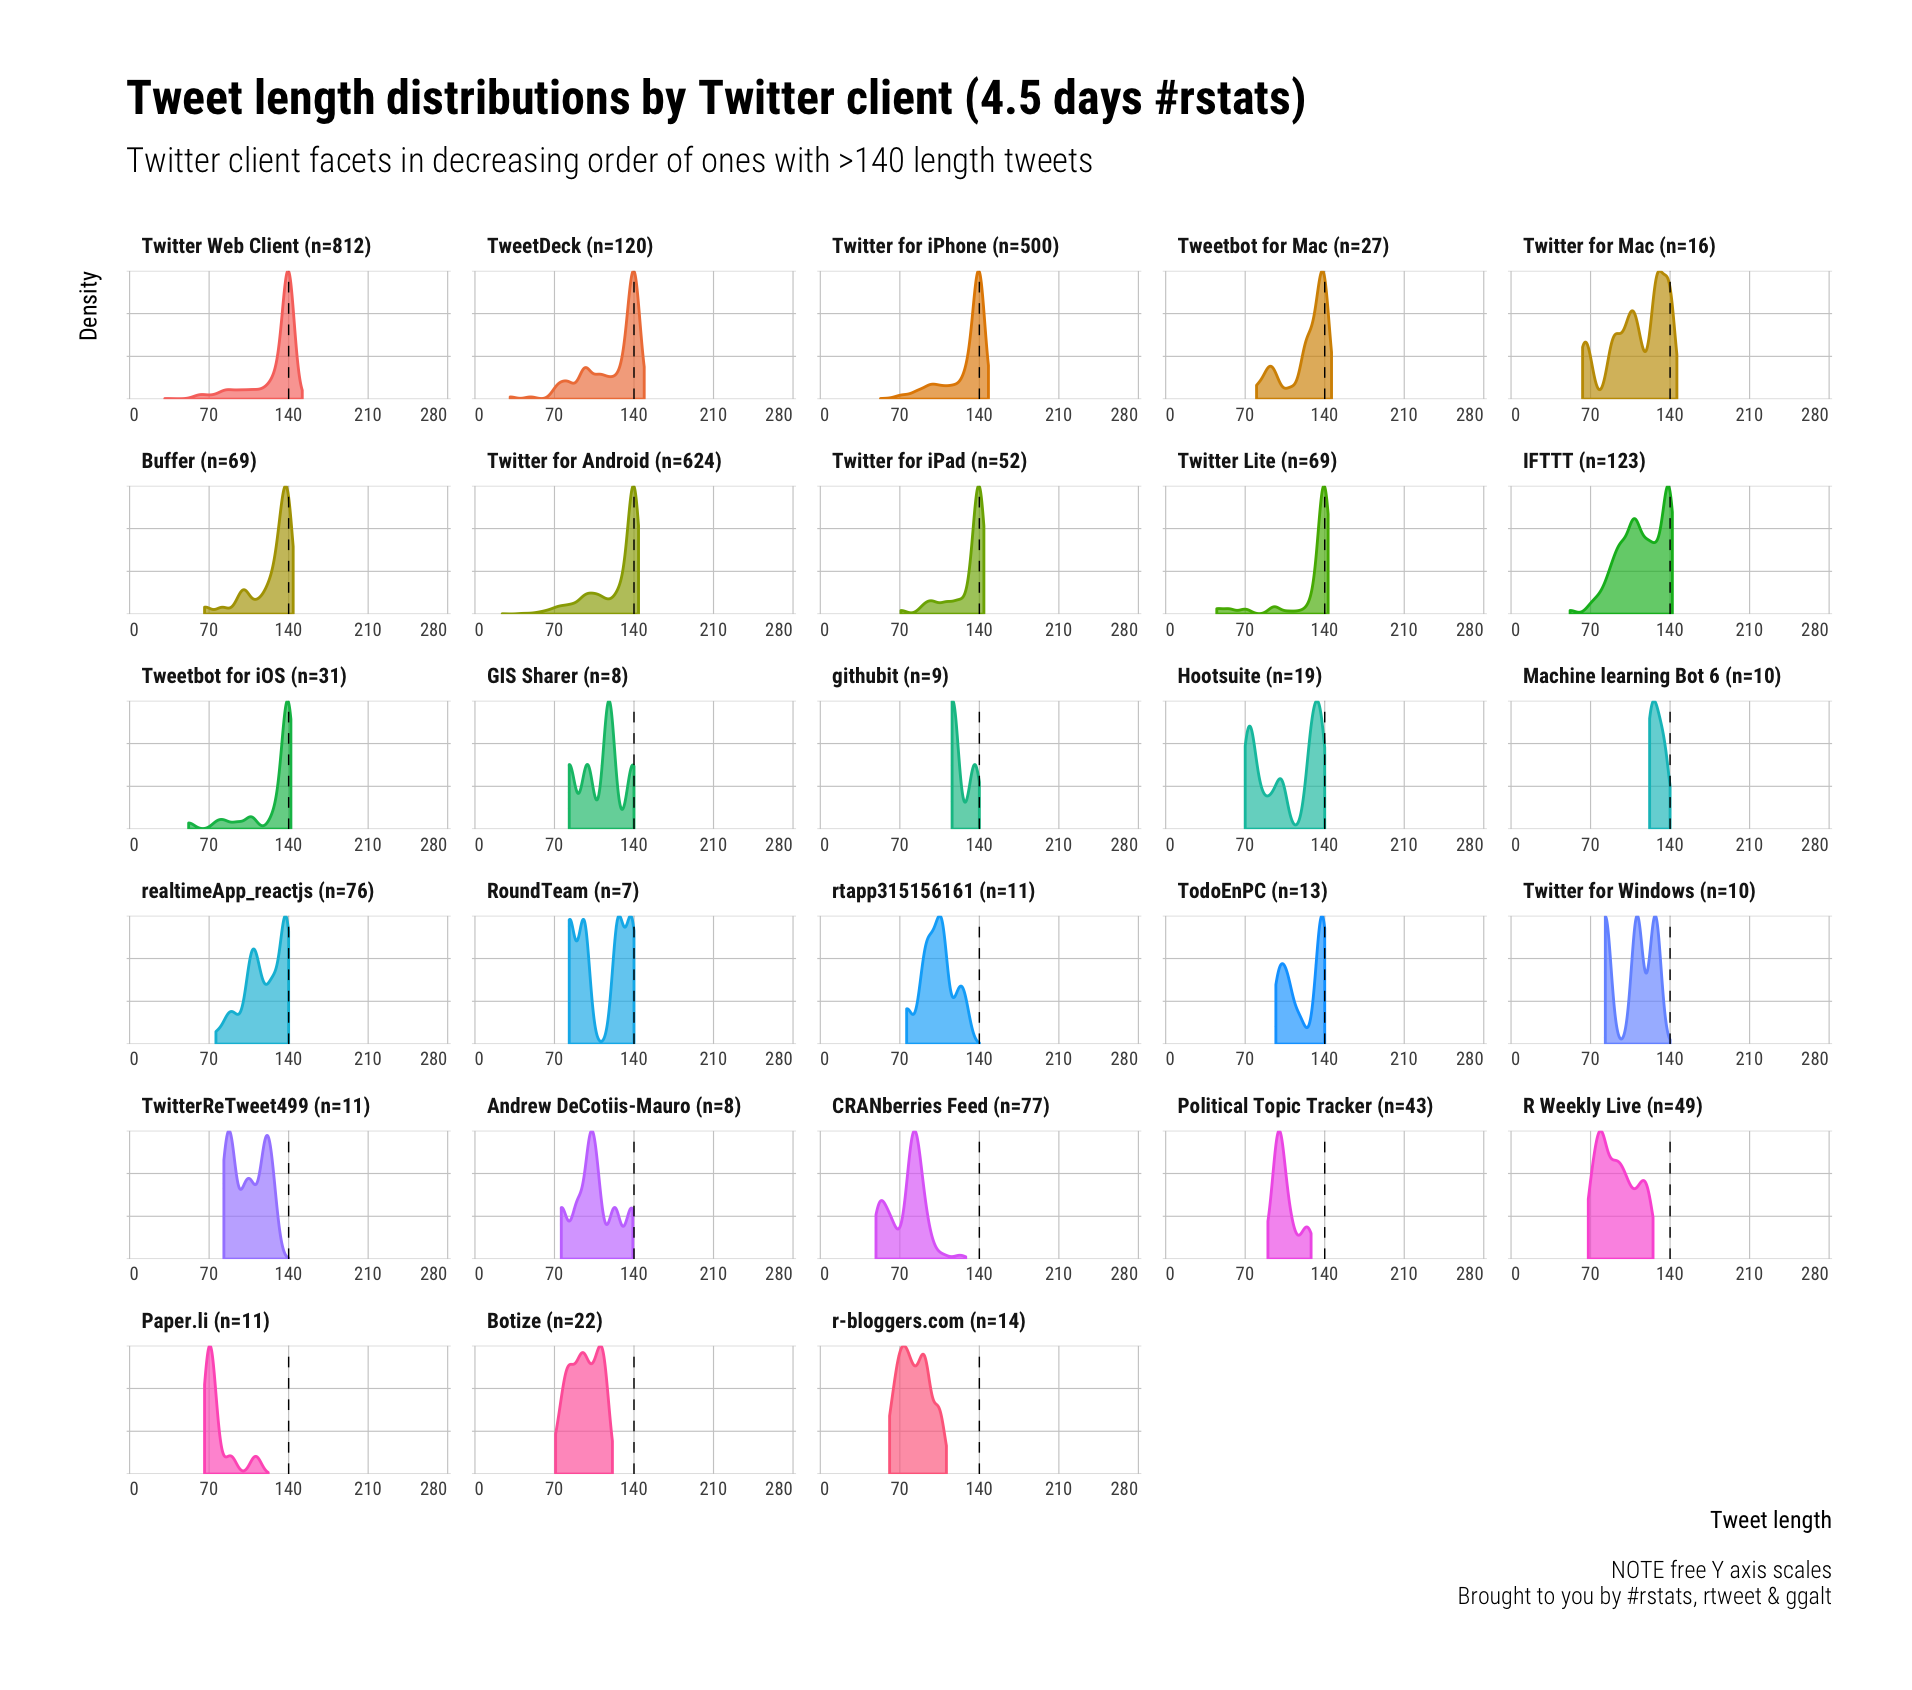 Tweet length distributions by Twitter client (4.5 days #rstats)
Twitter client facets in decreasing order of ones with >140 length tweets
Density
Twitter Web Client (n=812) TweetDeck (n=120) Twitter for iPhone (n=500) Tweetbot for Mac (n=27) Twitter for Mac (n=16)
0 70 140 210 280 0 70 140 210 280 0 70 140 210 280 0 70 140 210 280 0 70 140 210 280
Buffer (n=69) Twitter for Android (n=624) Twitter for iPad (n=52) Twitter Lite (n=69) IFTTT (n=123)
0 70 140 210 280 0 70 140 210 280 0 70 140 210 280 0 70 140 210 280 0 70 140 210 280
Tweetbot for iOS (n=31) GIS Sharer (n=8) githubit (n=9) Hootsuite (n=19) Machine learning Bot 6 (n=10)
0 70 140 210 280 0 70 140 210 280 0 70 140 210 280 0 70 140 210 280 0 70 140 210 280
realtimeApp_reactjs (n=76) RoundTeam (n=7) rtapp315156161 (n=11) TodoEnPC (n=13) Twitter for Windows (n=10)
0 70 140 210 280 0 70 140 210 280 0 70 140 210 280 0 70 140 210 280 0 70 140 210 280
TwitterReTweet499 (n=11) Andrew DeCotiis-Mauro (n=8) CRANberries Feed (n=77) Political Topic Tracker (n=43) R Weekly Live (n=49)
0 70 140 210 280 0 70 140 210 280 0 70 140 210 280 0 70 140 210 280 0 70 140 210 280
Paper.li (n=11) Botize (n=22) r-bloggers.com (n=14)
0 70 140 210 280 0 70 140 210 280 0 70 140 210 280
Tweet length
NOTE free Y axis scales
Brought to you by #rstats, rtweet & ggalt